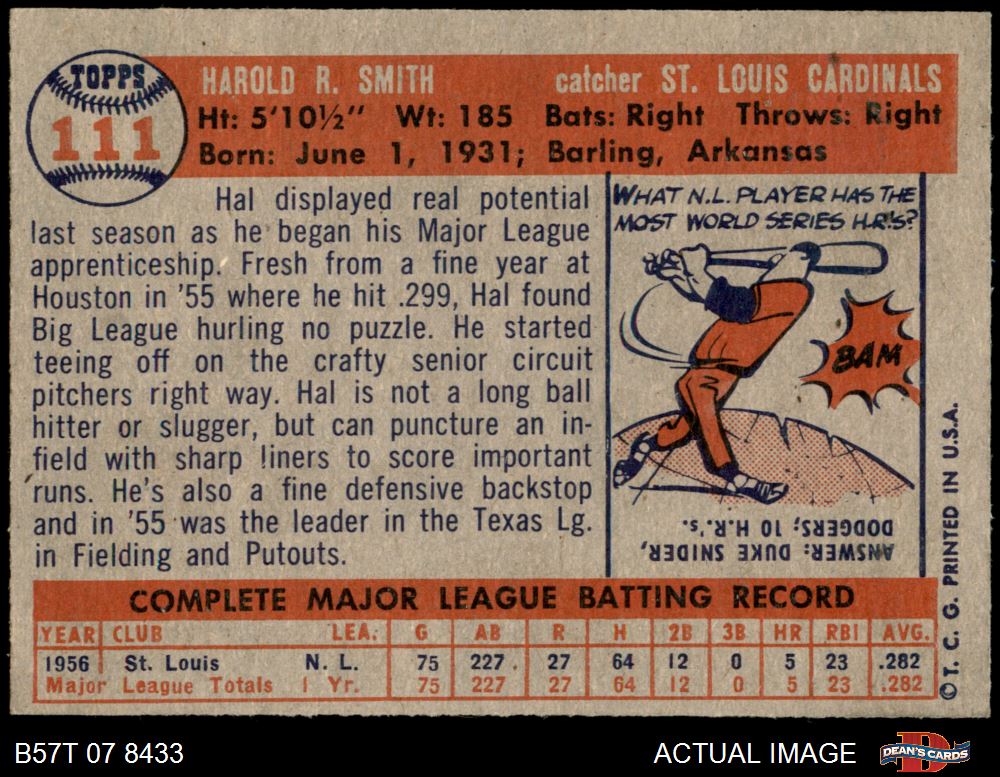 TOPPS
111
HAROLD R. SMITH catcher ST. LOUIS CARDINALS
Ht: 5'10½" Wt: 185 Bats: Right Throws: Right
Born: June 1, 1931; Barling, Arkansas
Hal displayed real potential
last season as he began his Major League
apprenticeship. Fresh from a fine year at
Houston in '55 where he hit .299, Hal found
Big League hurling no puzzle. He started
teeing off on the crafty senior circuit
pitchers right way. Hal is not a long ball
hitter or slugger, but can puncture an in-
field with sharp liners to score important
runs. He's also a fine defensive backstop
and in '55 was the leader in the Texas Lg.
in Fielding and Putouts.
WHAT N.L. PLAYER HAS THE
MOST WORLD SERIES H.R.'S?
BAM
ANSWER: DUKE SNIDER,
DODGERS; 10 H.R.'s.
COMPLETE MAJOR LEAGUE BATTING RECORD
YEAR CLUB LEA. G AB R H 2B 3B HR RBI AVG.
1956 St. Louis N. L. 75 227 27 64 12 0 5 23 .282
Major League Totals 1 Yr. 75 227 27 64 12 0 5 23 .282
©T. C. G. PRINTED IN U.S.A.
B57T 07 8433 ACTUAL IMAGE DEAN'S CARDS